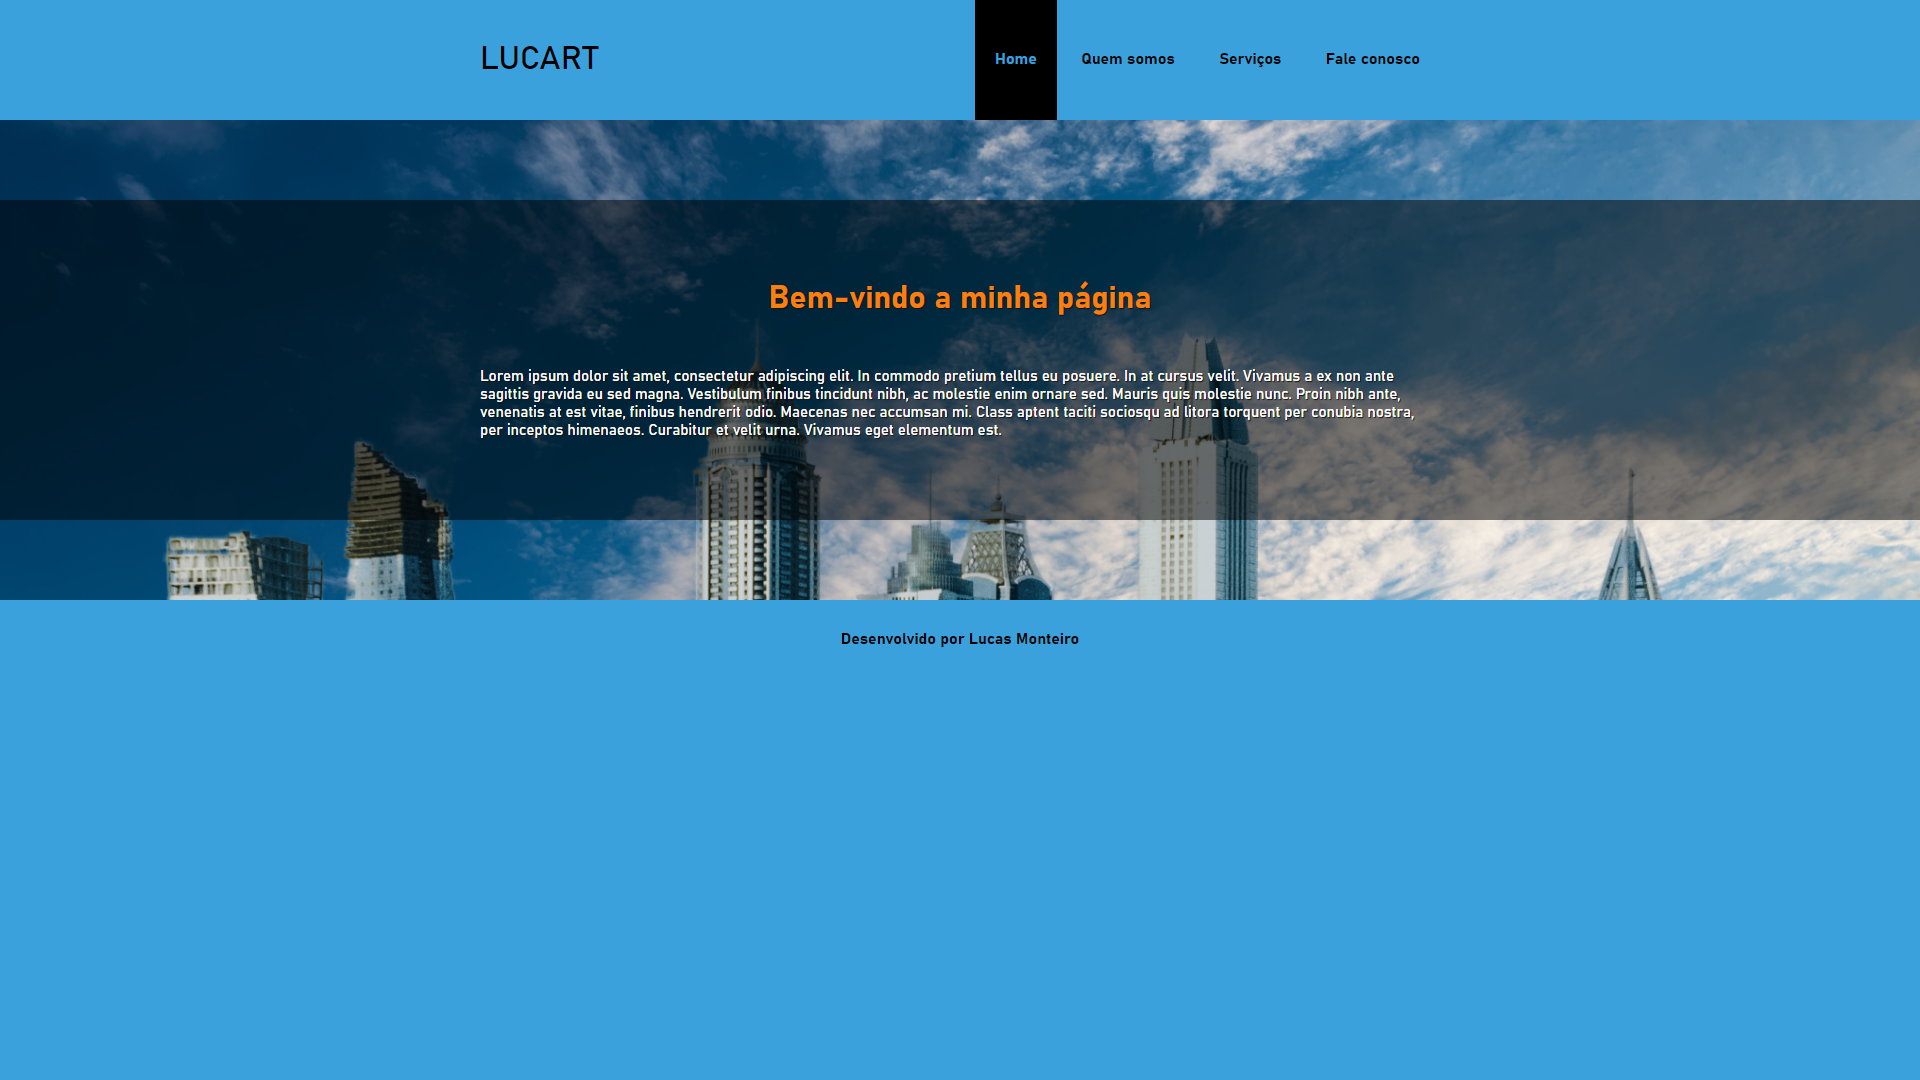 LUCART
Home Quem somos Serviços Fale conosco
Bem-vindo a minha página
Lorem ipsum dolor sit amet, consectetur adipiscing elit. In commodo pretium tellus eu posuere. In at cursus velit. Vivamus a ex non ante
sagittis gravida eu sed magna. Vestibulum finibus tincidunt nibh, ac molestie enim ornare sed. Mauris quis molestie nunc. Proin nibh ante,
venenatis at est vitae, finibus hendrerit odio. Maecenas nec accumsan mi. Class aptent taciti sociosqu ad litora torquent per conubia nostra,
per inceptos himenaeos. Curabitur et velit urna. Vivamus eget elementum est.
Desenvolvido por Lucas Monteiro